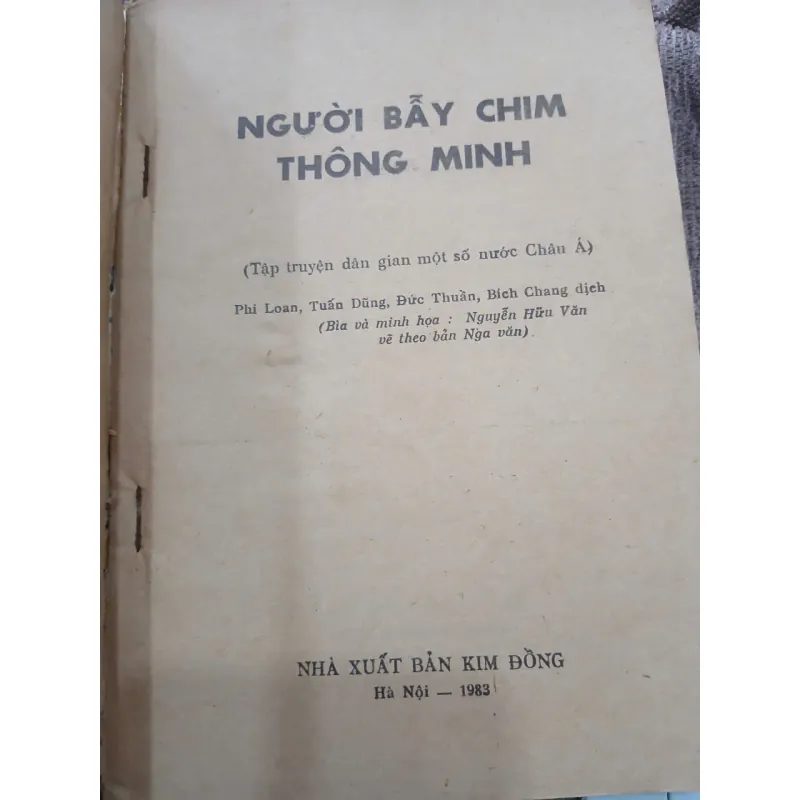 NGƯỜI BẪY CHIM
THÔNG MINH
(Tập truyện dân gian một số nước Châu Á)
Phi Loan, Tuấn Dũng, Đức Thuần, Bích Chang dịch
(Bìa và minh họa : Nguyễn Hữu Văn
vẽ theo bản Nga văn)
NHÀ XUẤT BẢN KIM ĐỒNG
Hà Nội — 1983